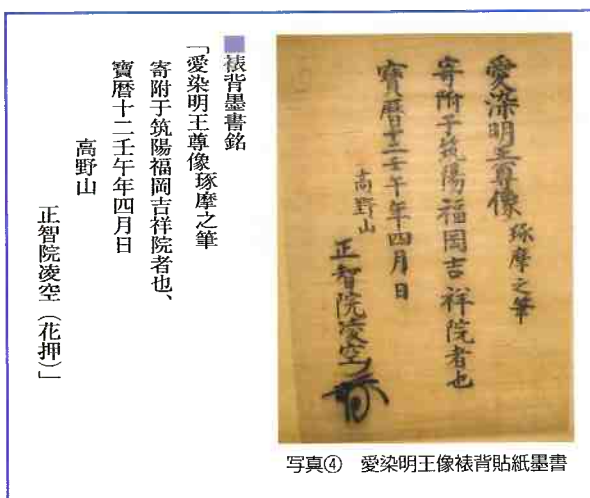 愛染明王尊像琢摩之筆
寄附于筑陽福岡吉祥院者也
寶暦十二壬午年四月日
高野山
正智院凌空
写真④　愛染明王像裱背貼紙墨書
■裱背墨書銘
「愛染明王尊像琢摩之筆
寄附于筑陽福岡吉祥院者也、
寶暦十二壬午年四月日
高野山
正智院凌空（花押）」